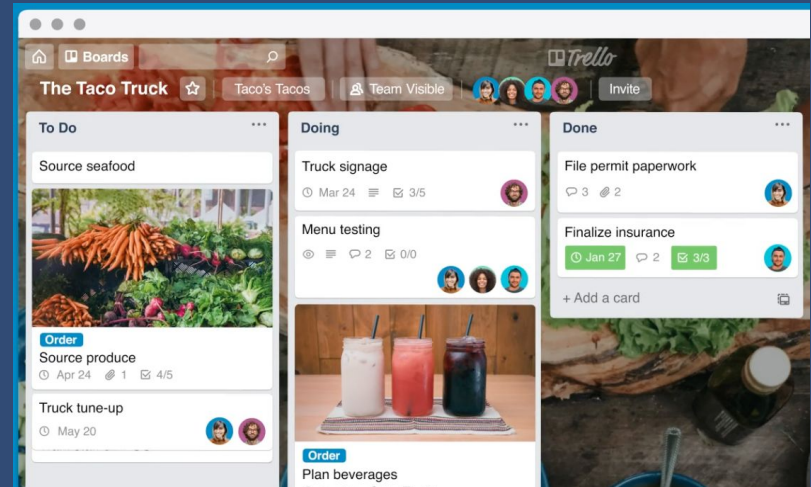 Boards
Trello
The Taco Truck
Taco's Tacos
Team Visible
Invite
To Do
Source seafood
Order
Source produce
Apr 24 1 4/5
Truck tune-up
May 20
Doing
Truck signage
Mar 24 3/5
Menu testing
2 0/0
Order
Plan beverages
Done
File permit paperwork
3 2
Finalize insurance
Jan 27 2 3/3
+ Add a card